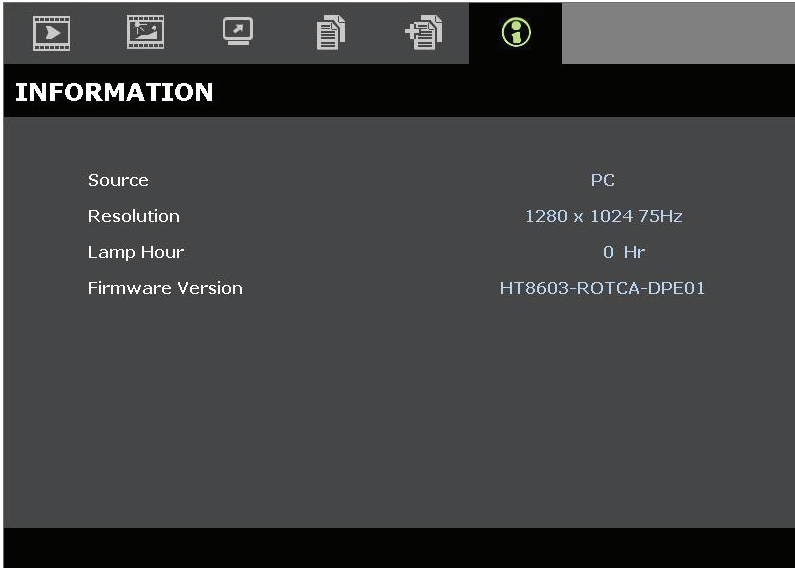 INFORMATION
Source PC
Resolution 1280 x 1024 75Hz
Lamp Hour 0 Hr
Firmware Version HT8603-ROTCA-DPE01